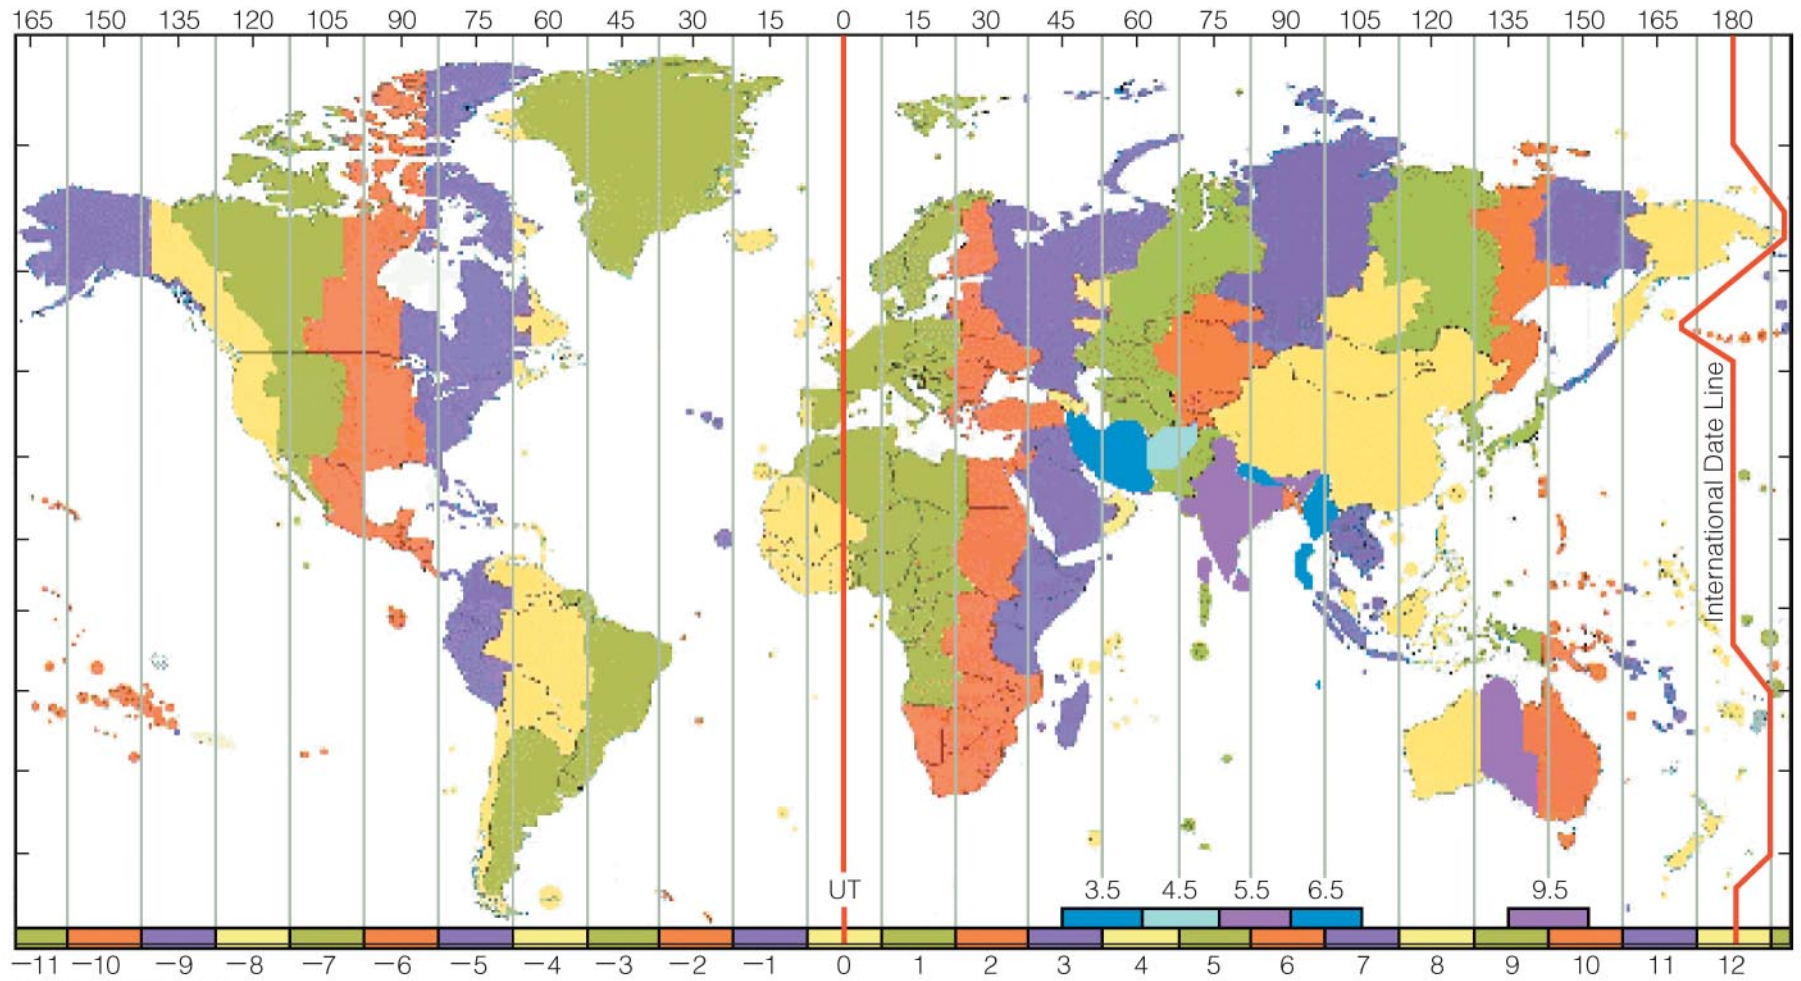 165 150 135 120 105 90 75 60 45 30 15 0 15 30 45 60 75 90 105 120 135 150 165 180
International Date Line
UT 3.5 4.5 5.5 6.5 9.5
−11 −10 −9 −8 −7 −6 −5 −4 −3 −2 −1 0 1 2 3 4 5 6 7 8 9 10 11 12